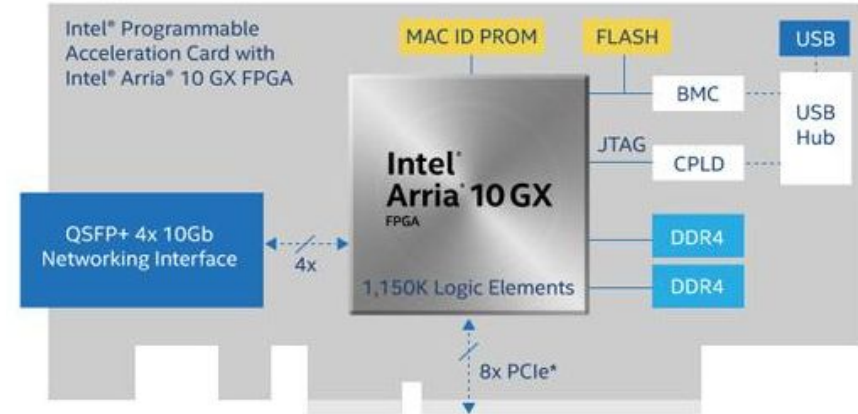 Intel® Programmable
Acceleration Card with
Intel® Arria® 10 GX FPGA
MAC ID PROM
FLASH
USB
BMC
USB
Hub
JTAG
CPLD
Intel®
Arria® 10 GX
FPGA
1,150K Logic Elements
QSFP+ 4x 10Gb
Networking Interface
4x
DDR4
DDR4
8x PCIe*